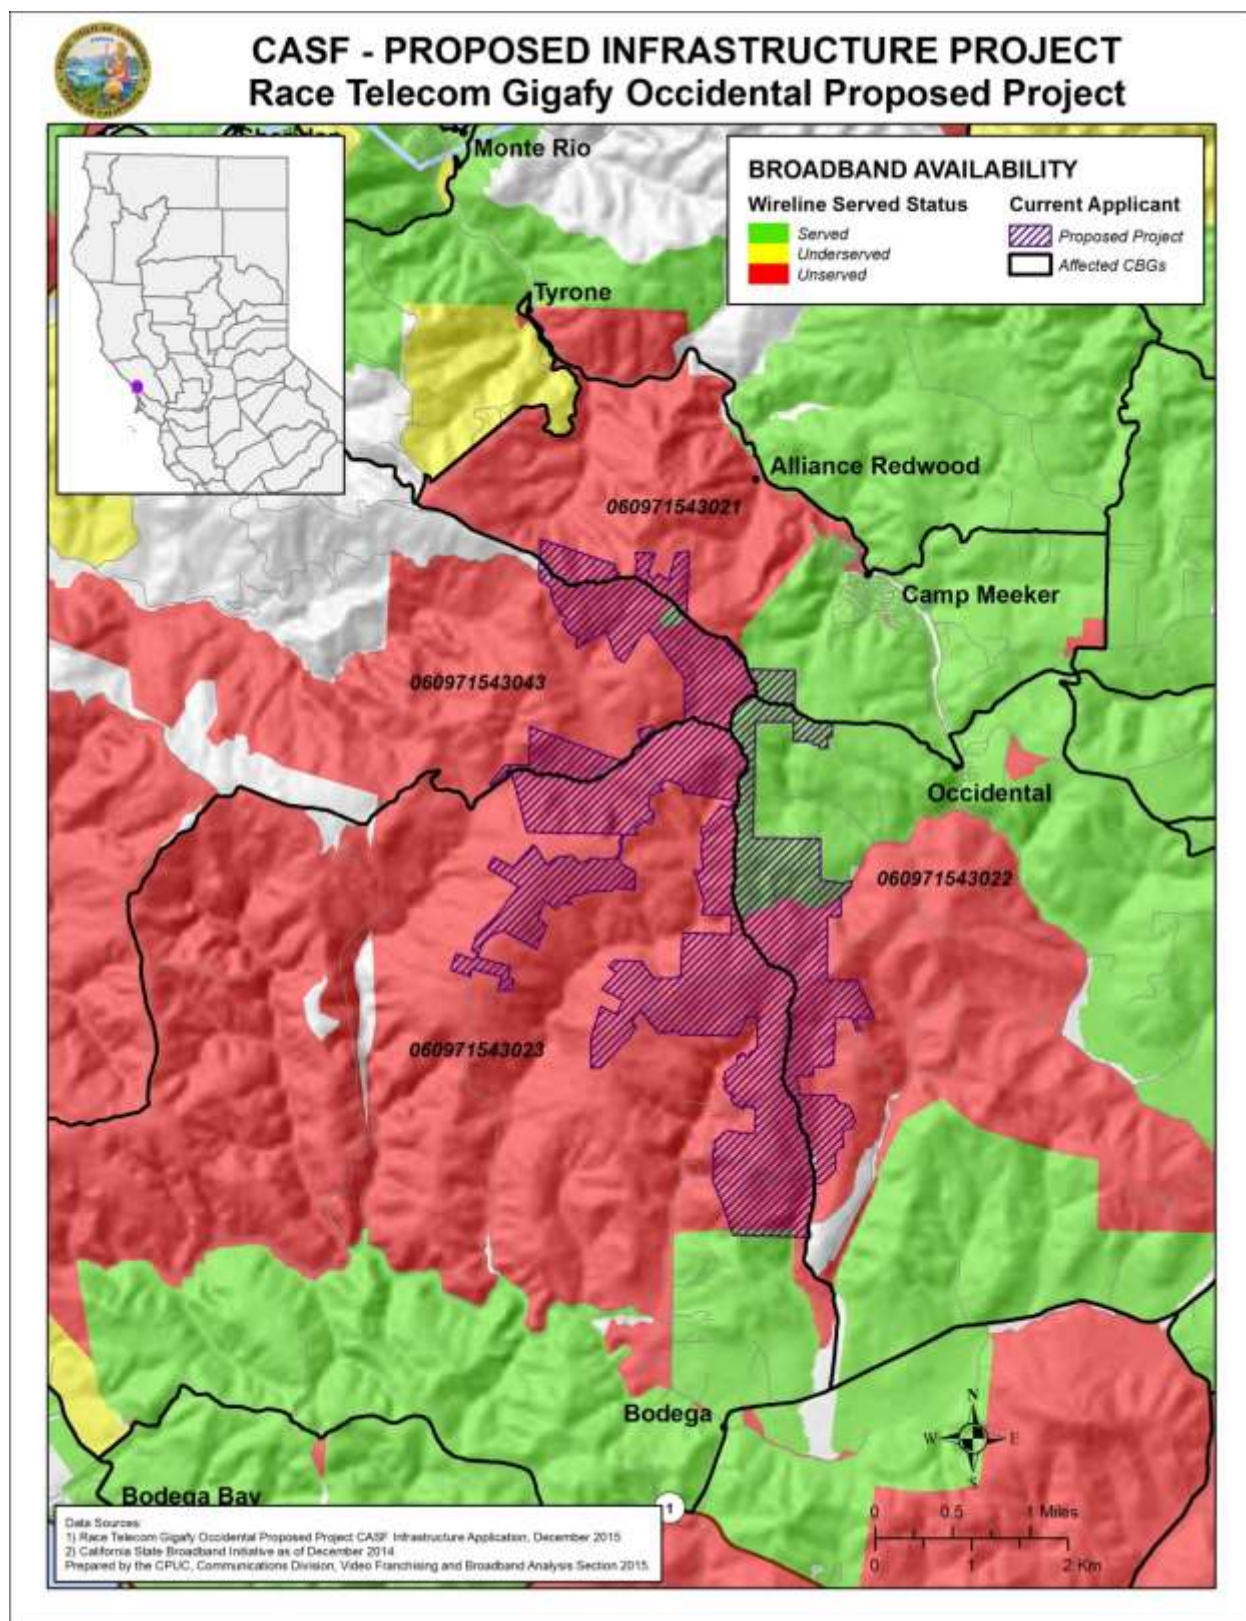 CASF - PROPOSED INFRASTRUCTURE PROJECT
Race Telecom Gigafy Occidental Proposed Project
Monte Rio
BROADBAND AVAILABILITY
Wireline Served Status
Current Applicant
Served
Underserved
Unserved
Proposed Project
Affected CBGs
Tyrone
Alliance Redwood
060971543021
Camp Meeker
060971543043
Occidental
060971543022
060971543023
Bodega
N
W E
S
Bodega Bay
1
0 0.5 1 Miles
0 1 2 Km
Data Sources:
1) Race Telecom Gigafy Occidental Proposed Project CASF Infrastructure Application, December 2015
2) California State Broadband Initiative as of December 2014
Prepared by the CPUC, Communications Division, Video Franchising and Broadband Analysis Section 2015.